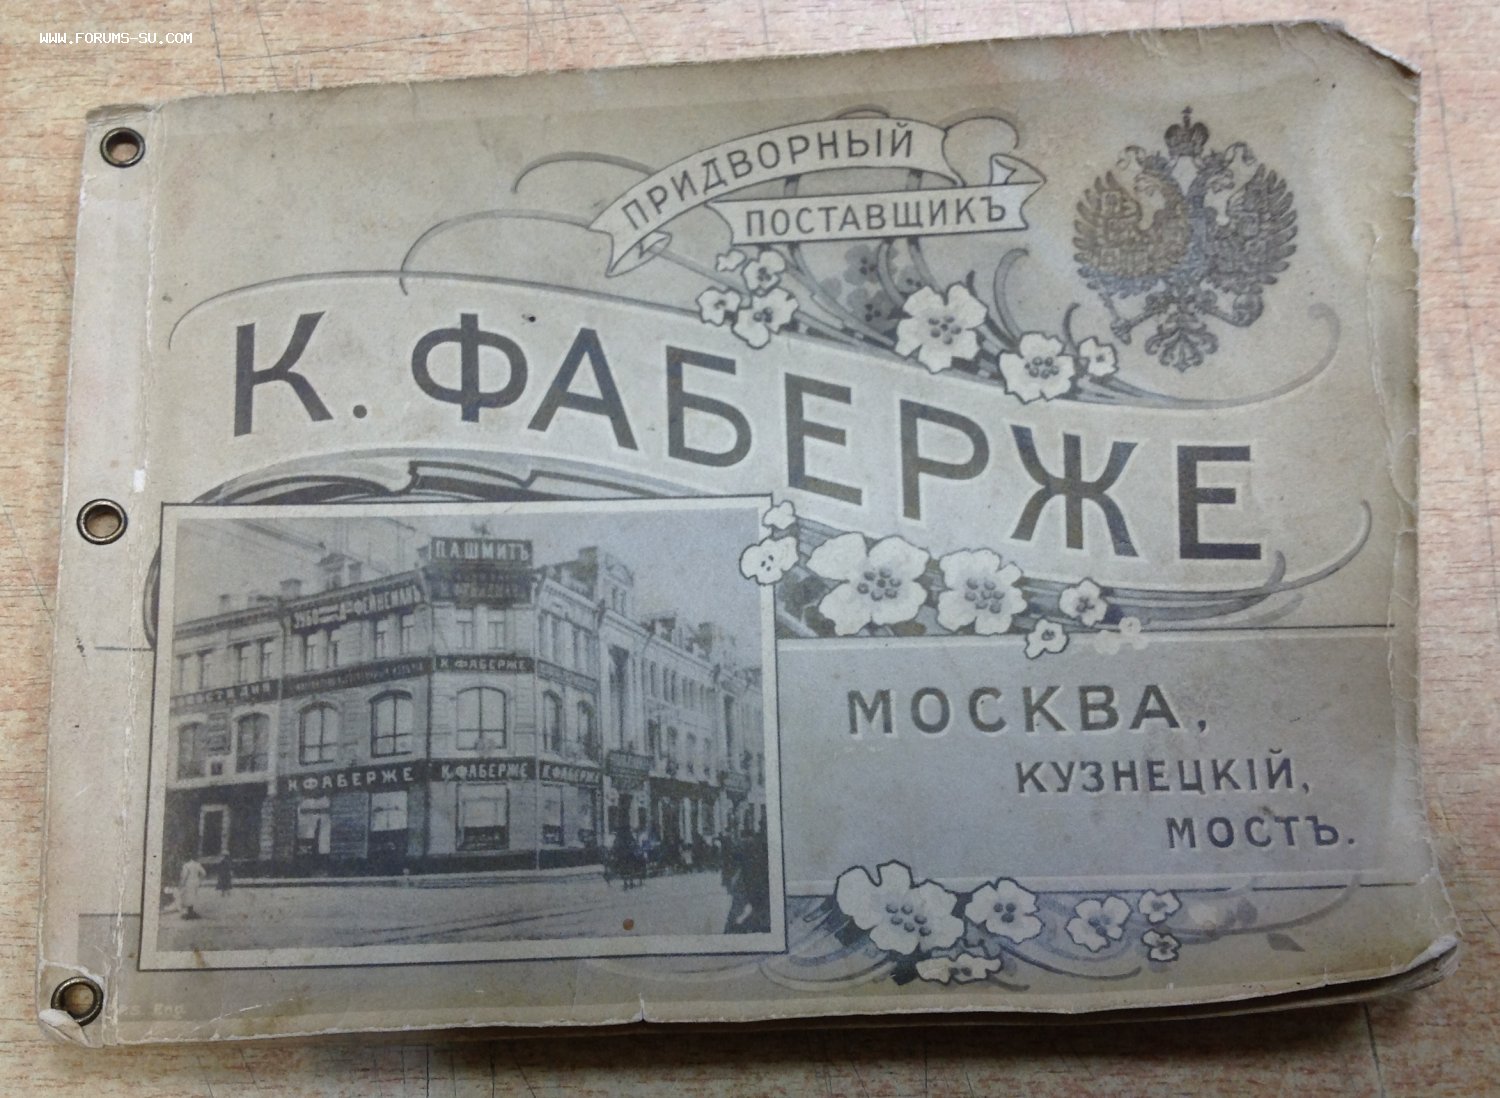 WWW.FORUMS-SU.COM
ПРИДВОРНЫЙ
ПОСТАВЩИКЪ
К. ФАБЕРЖЕ
П.А.ШМИТЪ
К ФАБЕРЖЕ
К.ФАБЕРЖЕ
К.ФАБЕРЖЕ
К.ФАБЕРЖЕ
МОСКВА,
КУЗНЕЦКІЙ,
МОСТЪ.